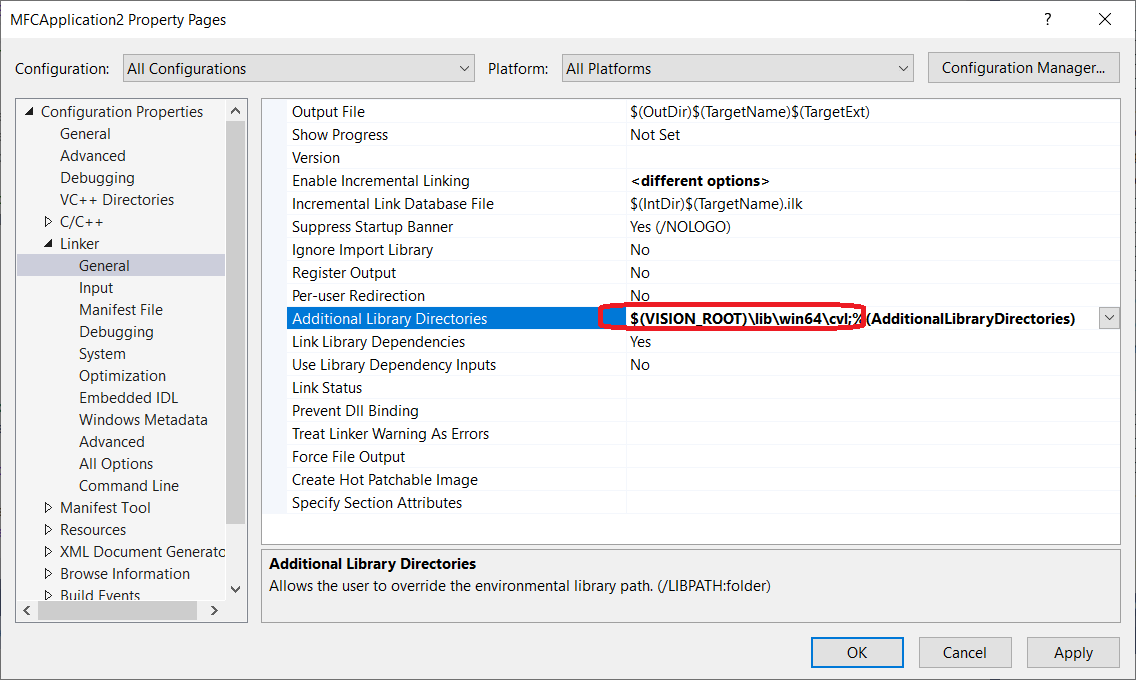 MFCApplication2 Property Pages
?
Configuration: All Configurations Platform: All Platforms Configuration Manager...
Configuration Properties
General
Advanced
Debugging
VC++ Directories
C/C++
Linker
General
Input
Manifest File
Debugging
System
Optimization
Embedded IDL
Windows Metadata
Advanced
All Options
Command Line
Manifest Tool
Resources
XML Document Generato
Browse Information
Build Events
Output File $(OutDir)$(TargetName)$(TargetExt)
Show Progress Not Set
Version
Enable Incremental Linking <different options>
Incremental Link Database File $(IntDir)$(TargetName).ilk
Suppress Startup Banner Yes (/NOLOGO)
Ignore Import Library No
Register Output No
Per-user Redirection No
Additional Library Directories $(VISION_ROOT)\lib\win64\cvl;%(AdditionalLibraryDirectories)
Link Library Dependencies Yes
Use Library Dependency Inputs No
Link Status
Prevent Dll Binding
Treat Linker Warning As Errors
Force File Output
Create Hot Patchable Image
Specify Section Attributes
Additional Library Directories
Allows the user to override the environmental library path. (/LIBPATH:folder)
OK Cancel Apply